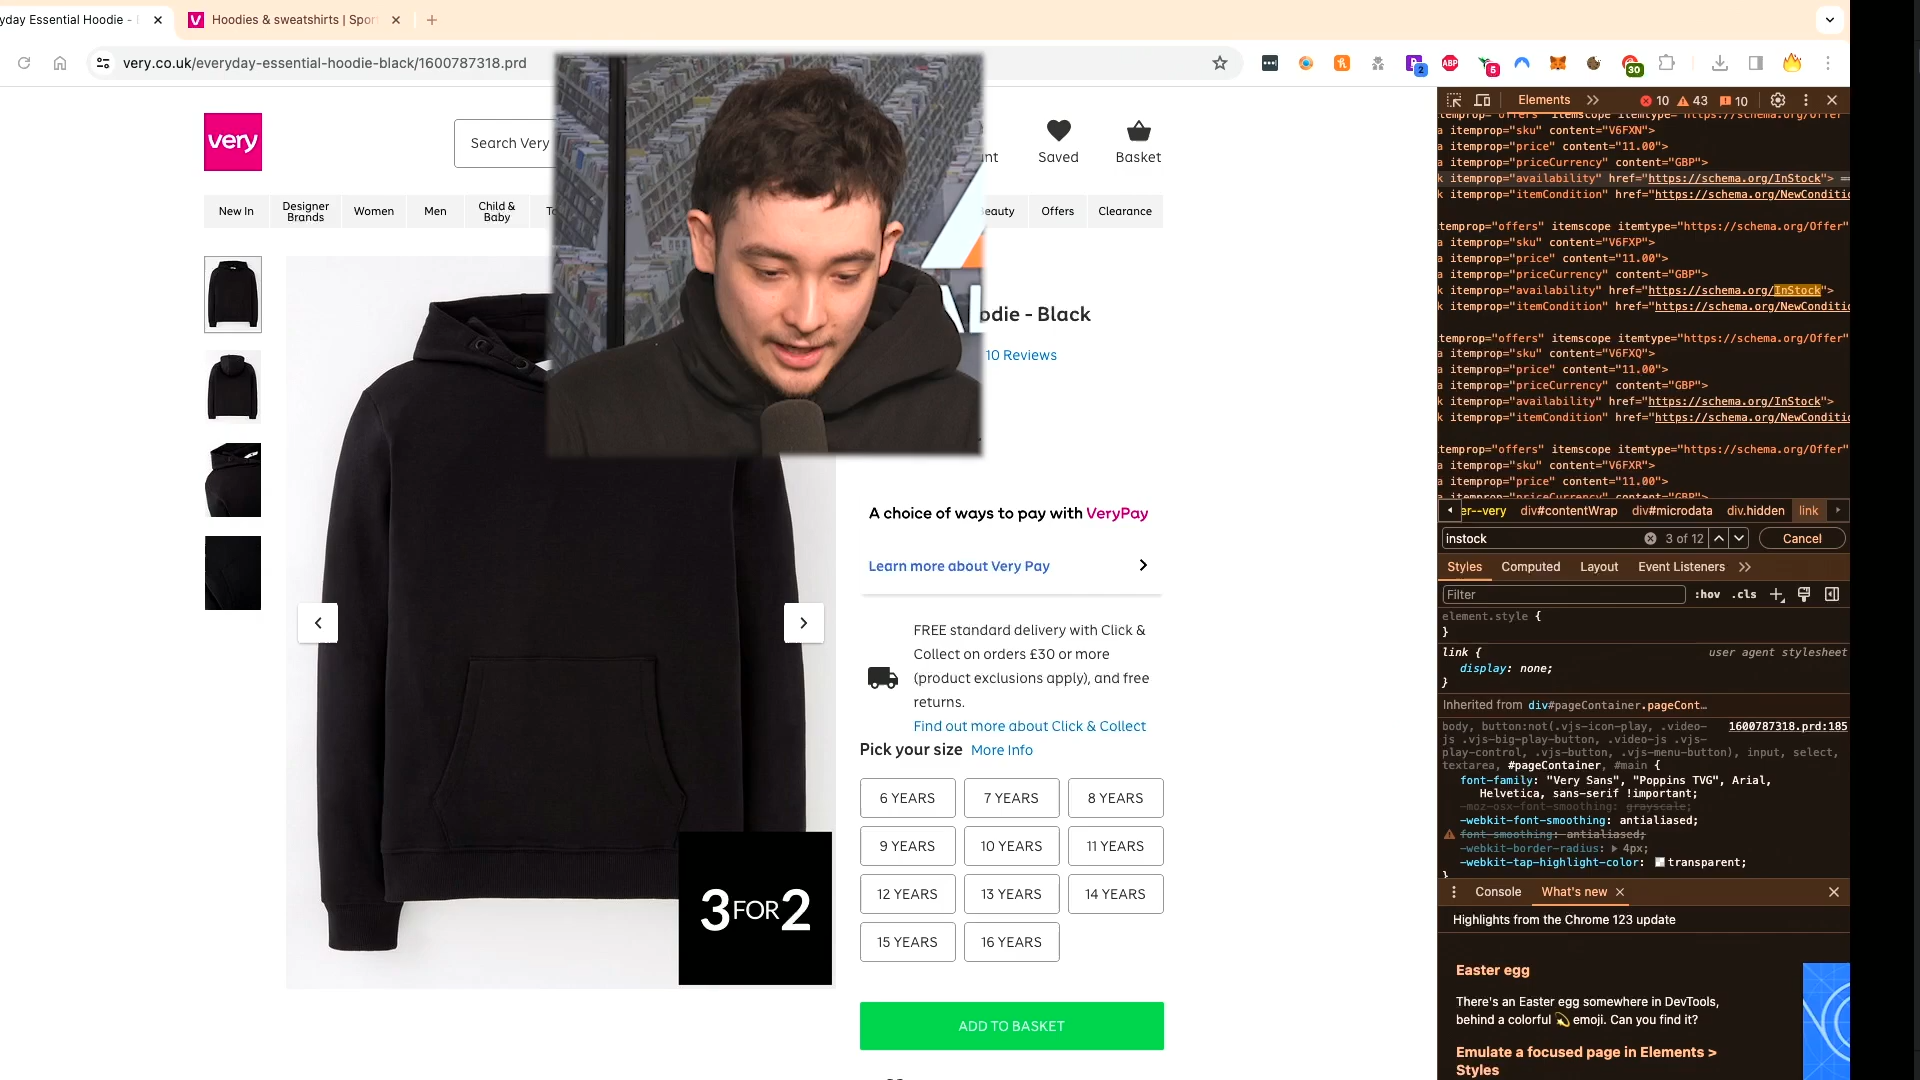 yday Essential Hoodie -
Hoodies & sweatshirts | Spor
very.co.uk/everyday-essential-hoodie-black/1600787318.prd
ABP
2
5
30
very
Search Very
Saved
Basket
New In
Designer Brands
Women
Men
Child & Baby
Offers
Clearance
odie - Black
10 Reviews
A choice of ways to pay with VeryPay
Learn more about Very Pay
FREE standard delivery with Click &
Collect on orders £30 or more
(product exclusions apply), and free
returns.
Find out more about Click & Collect
Pick your size More Info
6 YEARS 7 YEARS 8 YEARS
9 YEARS 10 YEARS 11 YEARS
12 YEARS 13 YEARS 14 YEARS
15 YEARS 16 YEARS
3 FOR 2
ADD TO BASKET
Elements 10 43 10
itemprop="offers" itemscope itemtype="https://schema.org/Offer
itemprop="sku" content="V6FXN">
itemprop="price" content="11.00">
itemprop="priceCurrency" content="GBP">
itemprop="availability" href="https://schema.org/InStock"> ==
itemprop="itemCondition" href="https://schema.org/NewConditio
itemprop="offers" itemscope itemtype="https://schema.org/Offer"
itemprop="sku" content="V6FXP">
itemprop="price" content="11.00">
itemprop="priceCurrency" content="GBP">
itemprop="availability" href="https://schema.org/InStock">
itemprop="itemCondition" href="https://schema.org/NewConditio
itemprop="offers" itemscope itemtype="https://schema.org/Offer"
itemprop="sku" content="V6FXQ">
itemprop="price" content="11.00">
itemprop="priceCurrency" content="GBP">
itemprop="availability" href="https://schema.org/InStock">
itemprop="itemCondition" href="https://schema.org/NewConditio
itemprop="offers" itemscope itemtype="https://schema.org/Offer"
itemprop="sku" content="V6FXR">
itemprop="price" content="11.00">
itemprop="priceCurrency" content="GBP">
er--very div#contentWrap div#microdata div.hidden link
instock 3 of 12 Cancel
Styles Computed Layout Event Listeners
Filter :hov .cls
element.style {
}
link { user agent stylesheet
display: none;
}
Inherited from div#pageContainer.pageCont…
body, button:not(.vjs-icon-play, .video- 1600787318.prd:185
js .vjs-big-play-button, .video-js .vjs-
play-control, .vjs-button, .vjs-menu-button), input, select,
textarea, #pageContainer, #main {
font-family: "Very Sans", "Poppins TVG", Arial,
Helvetica, sans-serif !important;
-moz-osx-font-smoothing: grayscale;
-webkit-font-smoothing: antialiased;
font-smoothing: antialiased;
-webkit-border-radius: 4px;
-webkit-tap-highlight-color: transparent;
}
Console What's new
Highlights from the Chrome 123 update
Easter egg
There's an Easter egg somewhere in DevTools,
behind a colorful 💫 emoji. Can you find it?
Emulate a focused page in Elements >
Styles